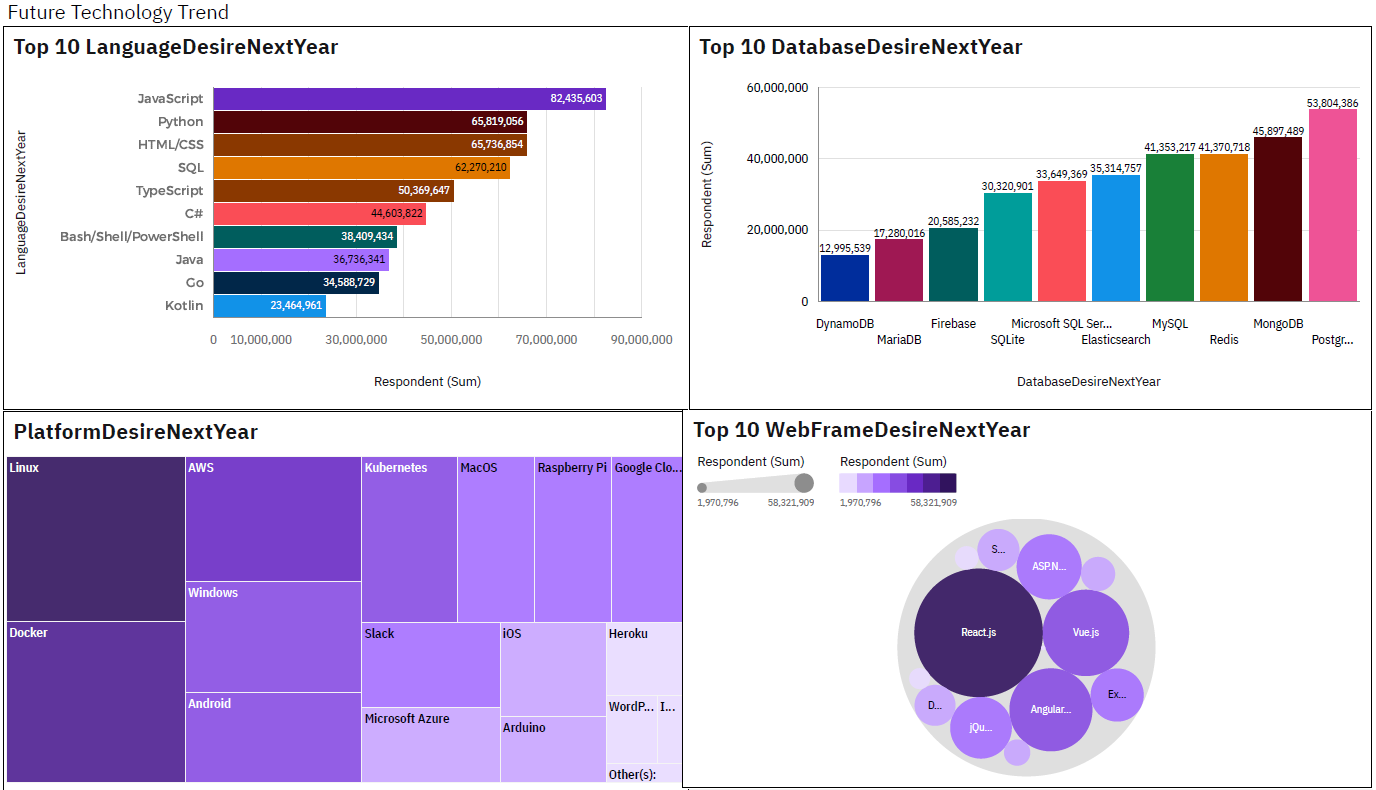 Future Technology Trend
Top 10 LanguageDesireNextYear
LanguageDesireNextYear
JavaScript 82,435,603
Python 65,819,056
HTML/CSS 65,736,854
SQL 62,270,210
TypeScript 50,369,647
C# 44,603,822
Bash/Shell/PowerShell 38,409,434
Java 36,736,341
Go 34,588,729
Kotlin 23,464,961
0 10,000,000 30,000,000 50,000,000 70,000,000 90,000,000
Respondent (Sum)
Top 10 DatabaseDesireNextYear
Respondent (Sum)
60,000,000
40,000,000
20,000,000
0
12,995,539 17,280,016 20,585,232 30,320,901 33,649,369 35,314,757 41,353,217 41,370,718 45,897,489 53,804,386
DynamoDB Firebase Microsoft SQL Ser... MySQL MongoDB
MariaDB SQLite Elasticsearch Redis Postgr...
DatabaseDesireNextYear
PlatformDesireNextYear
Linux AWS Kubernetes MacOS Raspberry Pi Google Clo...
Windows
Docker Slack iOS Heroku
Android WordP... I...
Microsoft Azure Arduino
Other(s):
Top 10 WebFrameDesireNextYear
Respondent (Sum) Respondent (Sum)
1,970,796 58,321,909 1,970,796 58,321,909
S...
ASP.N...
React.js Vue.js
Ex...
D... Angular...
jQu...